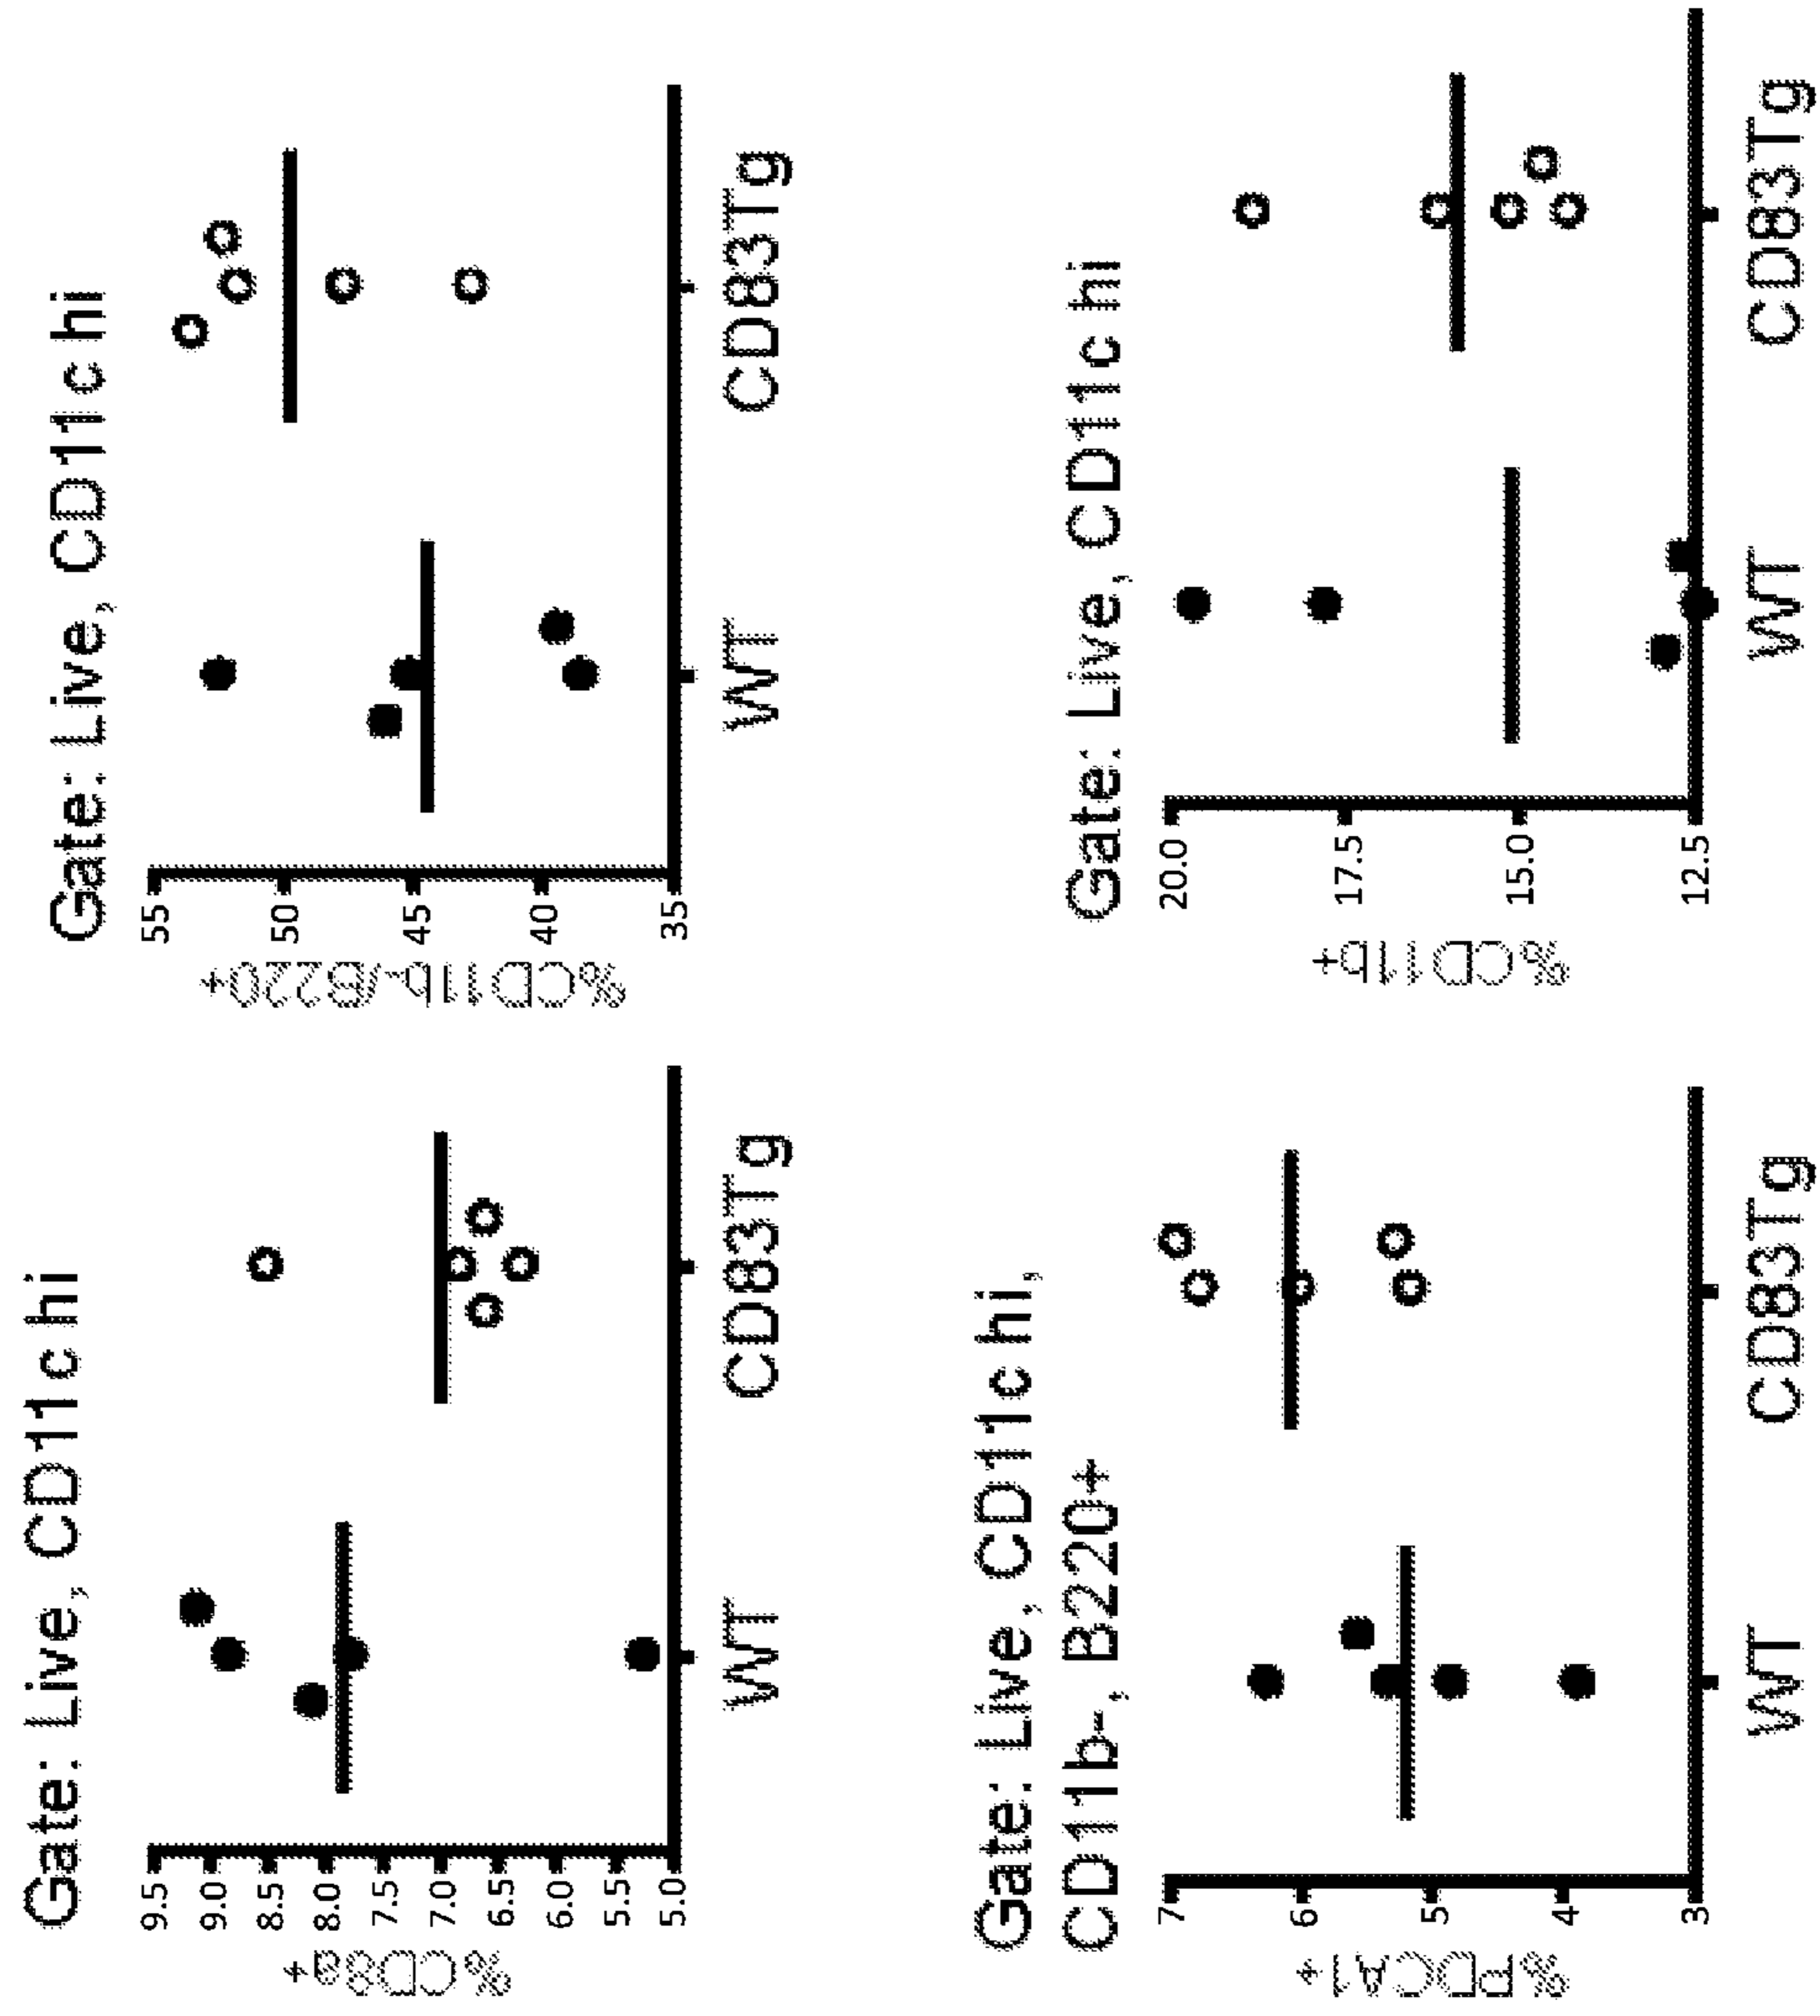 Gate: Live, CD11c hi
%CD8a+
9.5
9.0
8.5
8.0
7.5
7.0
6.5
6.0
5.5
5.0
WT
CD83Tg
Gate: Live, CD11c hi
%CD11b-/B220+
55
50
45
40
35
WT
CD83Tg
Gate: Live, CD11c hi,
CD11b-, B220+
%PDCA1+
7
6
5
4
3
WT
CD83Tg
Gate: Live, CD11c hi
%CD11b+
20.0
17.5
15.0
12.5
WT
CD83Tg